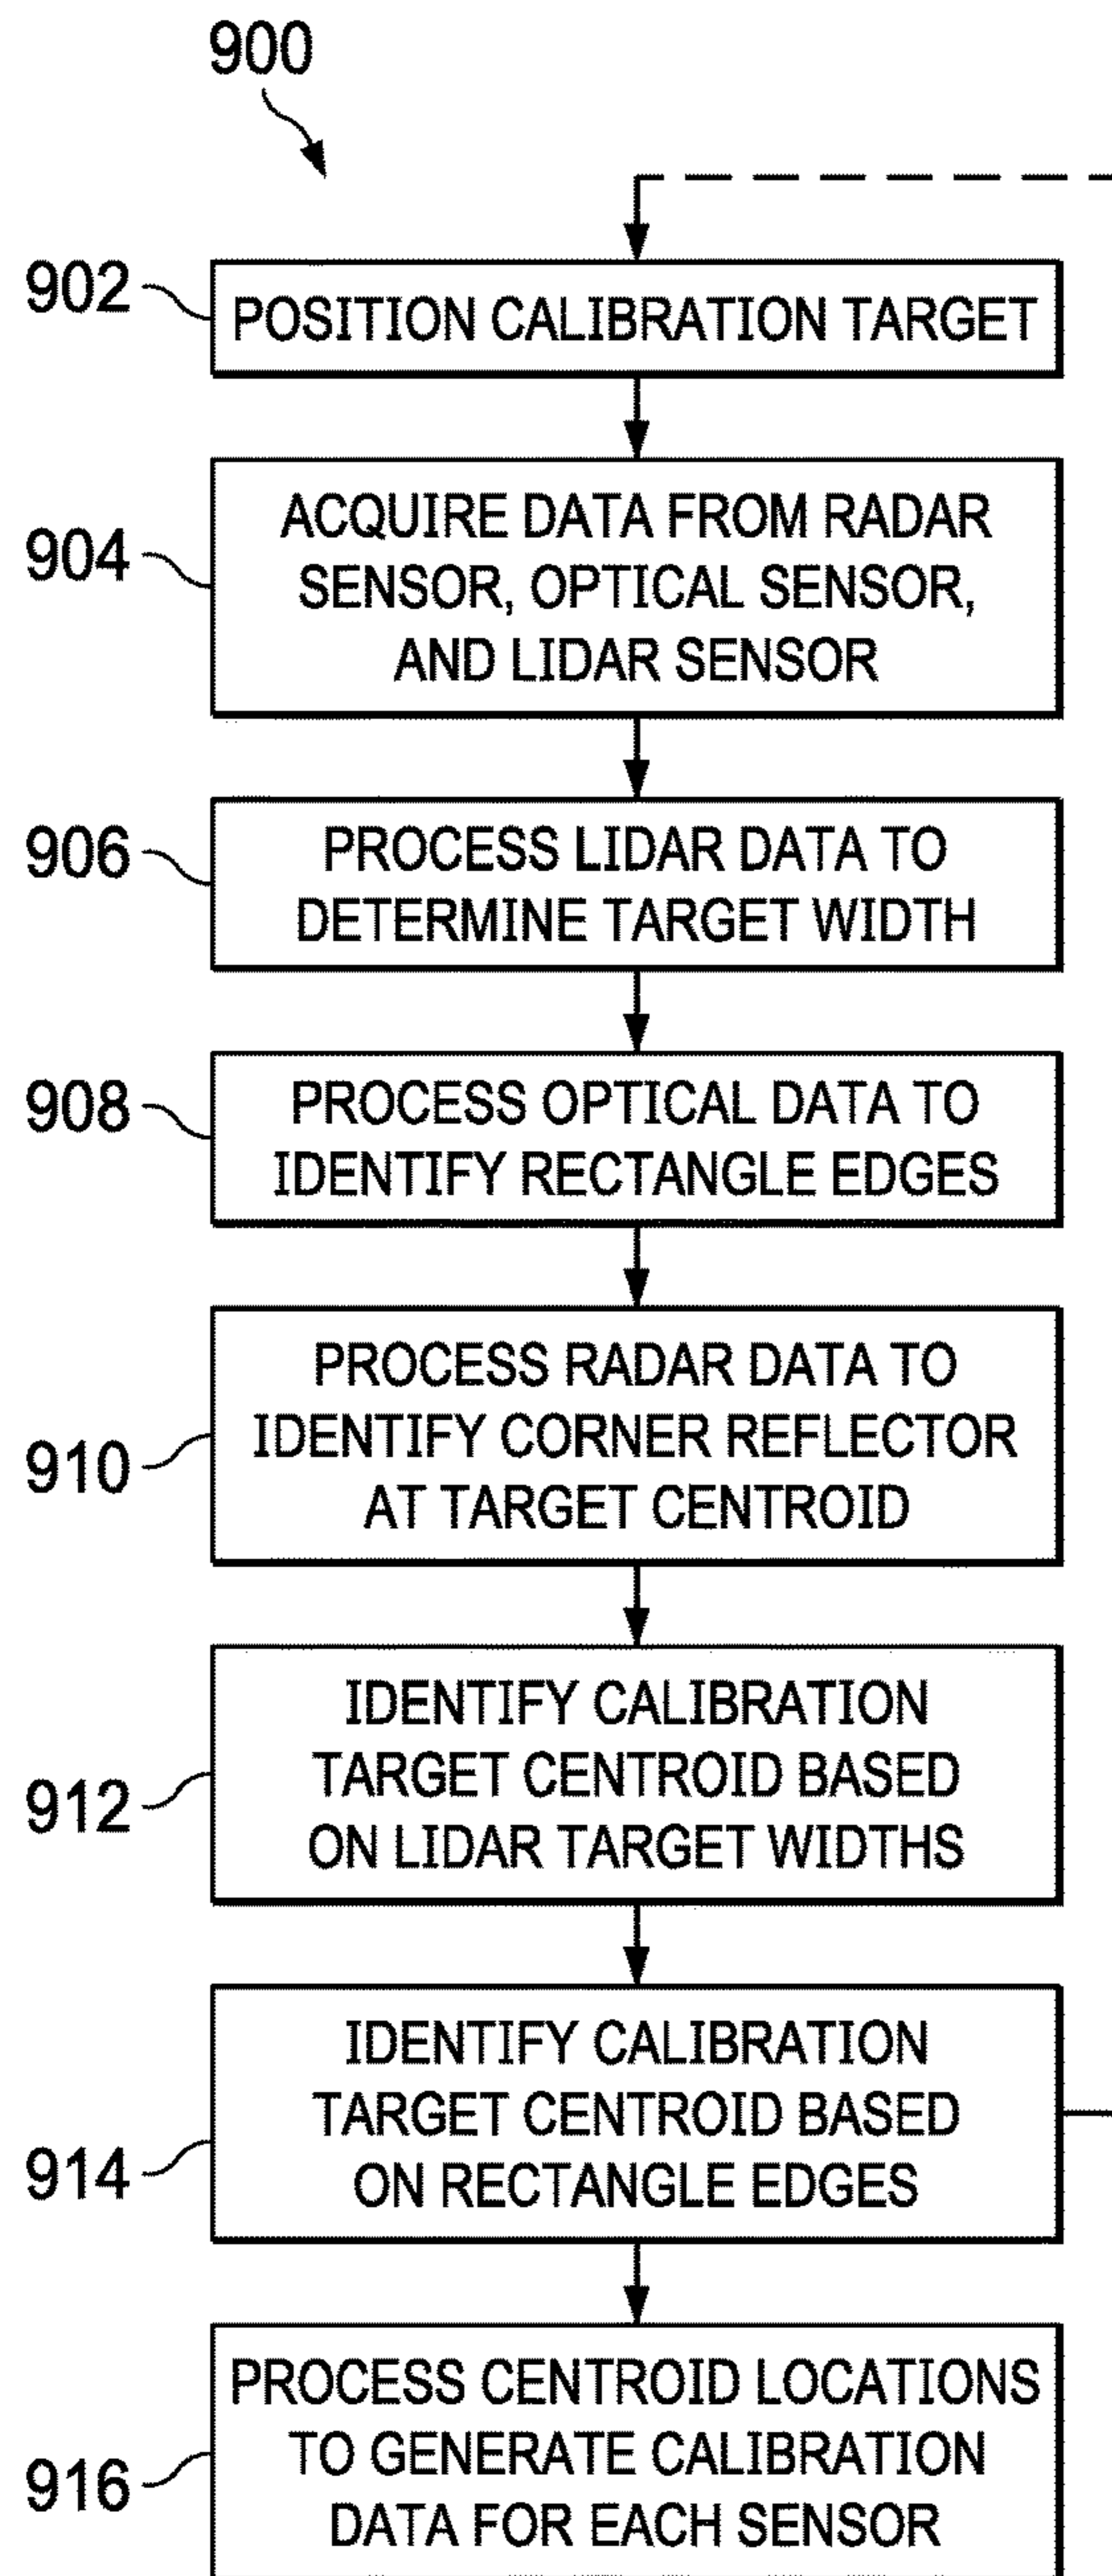 900
902
POSITION CALIBRATION TARGET
904
ACQUIRE DATA FROM RADAR
SENSOR, OPTICAL SENSOR,
AND LIDAR SENSOR
906
PROCESS LIDAR DATA TO
DETERMINE TARGET WIDTH
908
PROCESS OPTICAL DATA TO
IDENTIFY RECTANGLE EDGES
910
PROCESS RADAR DATA TO
IDENTIFY CORNER REFLECTOR
AT TARGET CENTROID
912
IDENTIFY CALIBRATION
TARGET CENTROID BASED
ON LIDAR TARGET WIDTHS
914
IDENTIFY CALIBRATION
TARGET CENTROID BASED
ON RECTANGLE EDGES
916
PROCESS CENTROID LOCATIONS
TO GENERATE CALIBRATION
DATA FOR EACH SENSOR